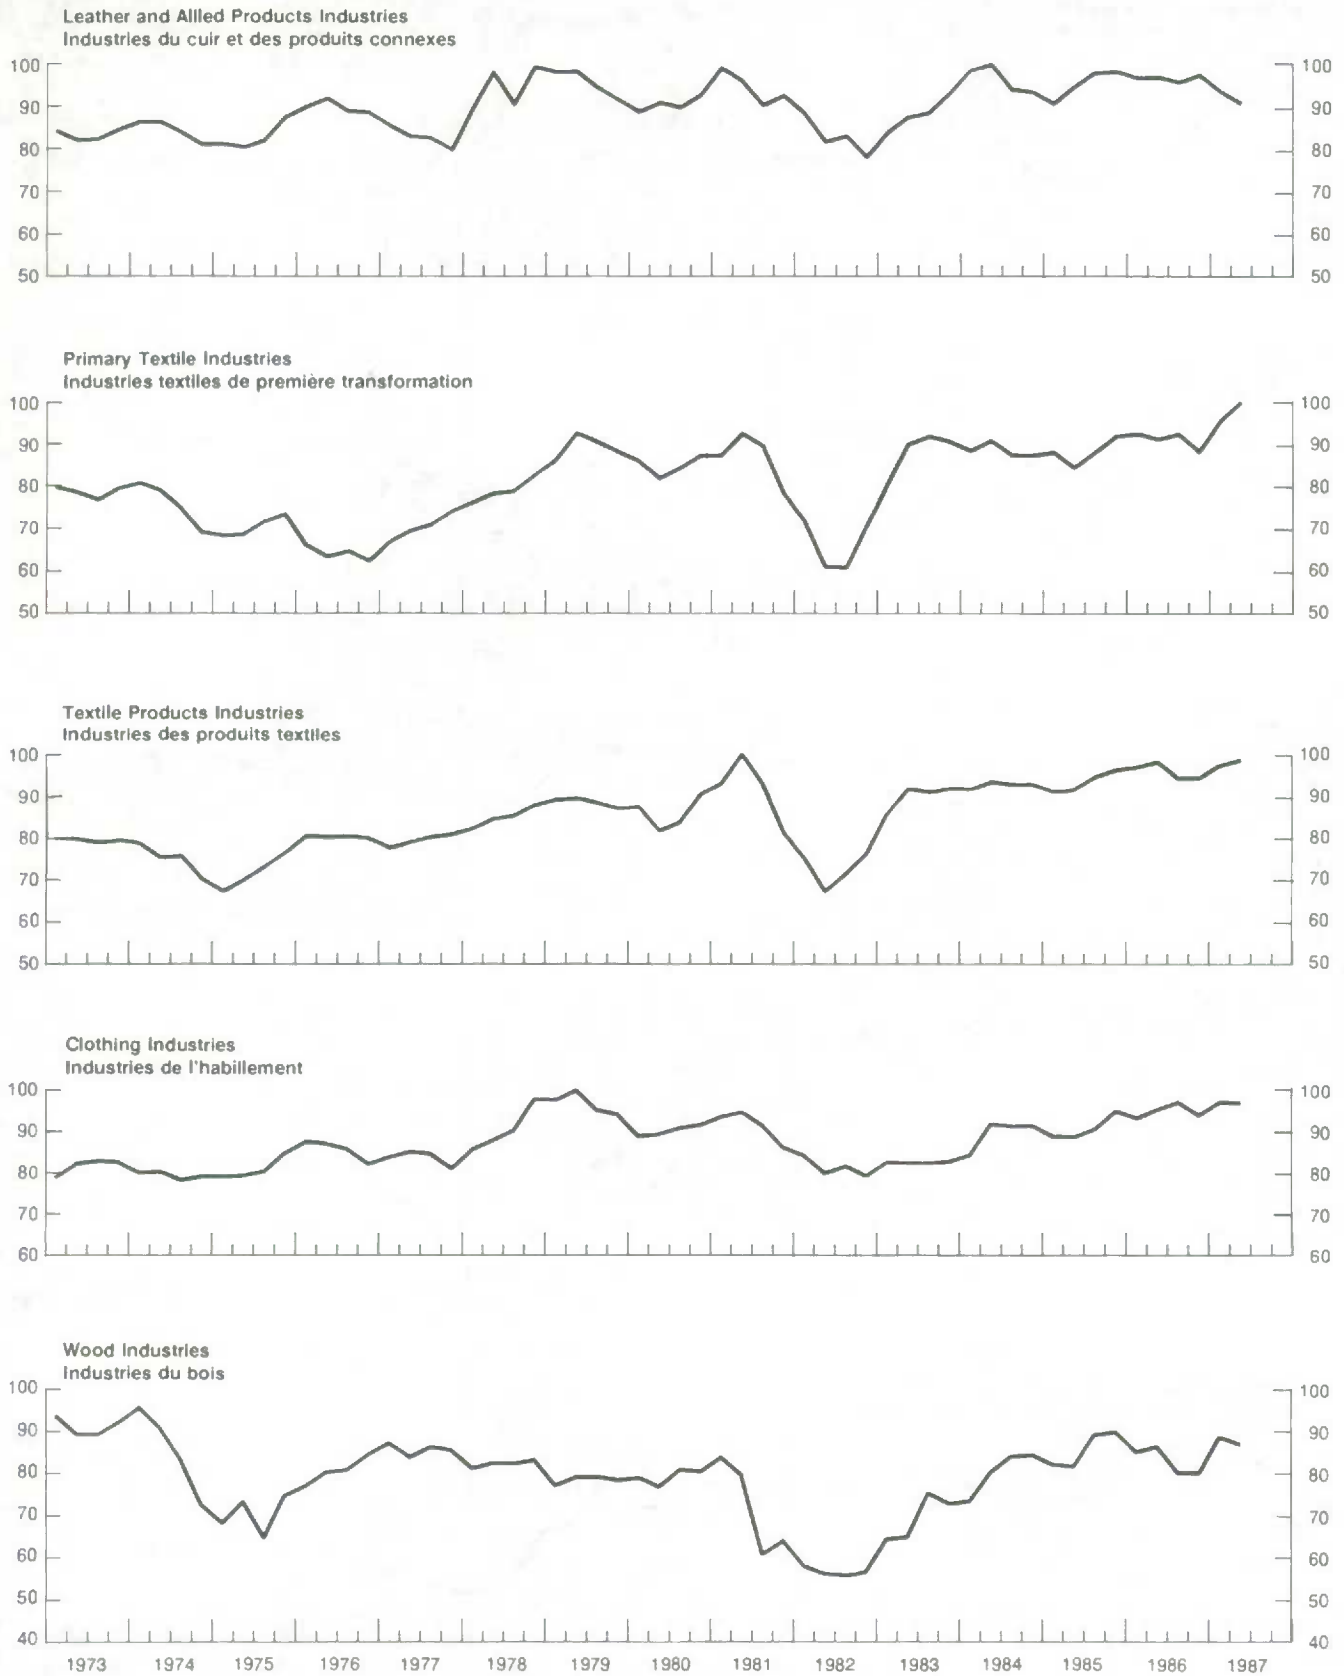 Leather and Allied Products Industries
Industries du cuir et des produits connexes
100 100
90 90
80 80
70 70
60 60
50 50
Primary Textile Industries
Industries textiles de première transformation
100 100
90 90
80 80
70 70
60 60
50 50
Textile Products Industries
Industries des produits textiles
100 100
90 90
80 80
70 70
60 60
50 50
Clothing Industries
Industries de l'habillement
100 100
90 90
80 80
70 70
60 60
Wood Industries
Industries du bois
100 100
90 90
80 80
70 70
60 60
50 50
40 40
1973 1974 1975 1976 1977 1978 1979 1980 1981 1982 1983 1984 1985 1986 1987